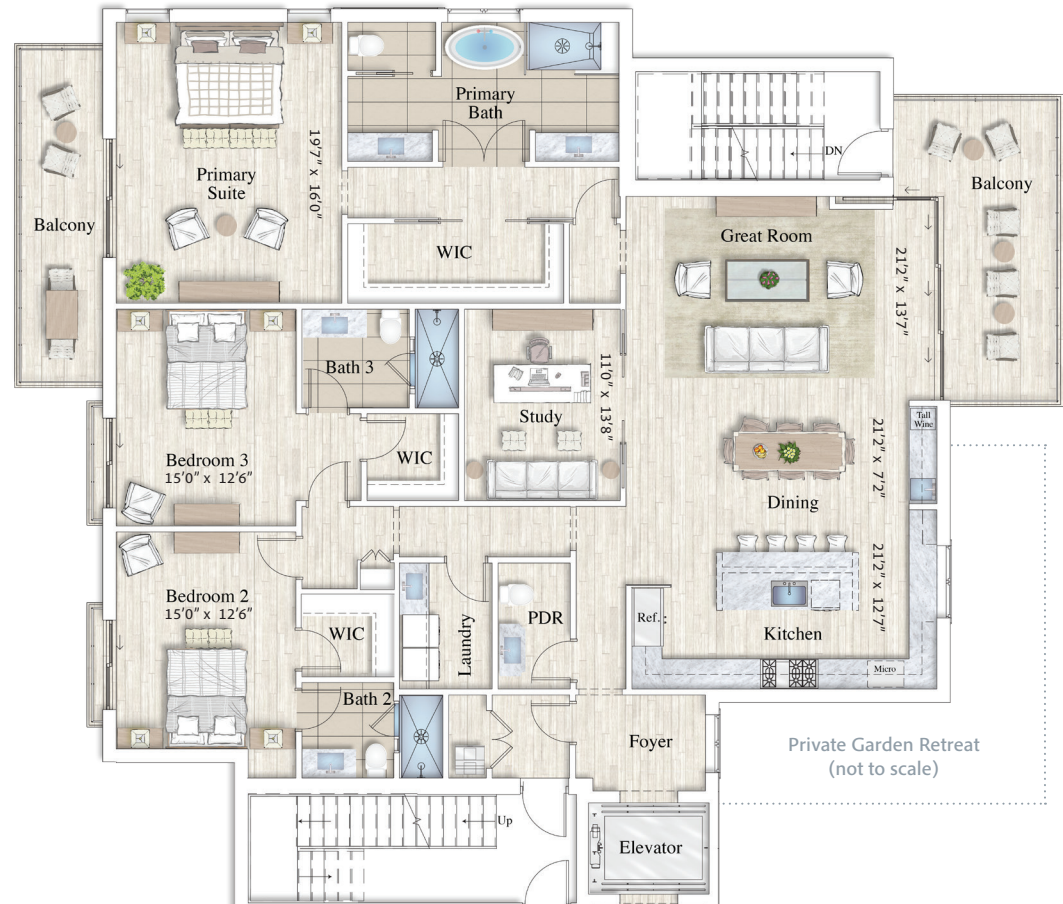 Primary
Bath
19'7" x 16'0"
Primary
Suite
DN
Balcony
Balcony
WIC
Great Room
21'2" x 13'7"
Bath 3
11'0" x 13'8"
Study
Tall
Wine
WIC
Bedroom 3
15'0" x 12'6"
21'2" x 7'2"
Dining
21'2" x 12'7"
Bedroom 2
15'0" x 12'6"
WIC
Laundry
PDR
Ref.
Kitchen
Micro
Bath 2
Foyer
Private Garden Retreat
(not to scale)
Up
Elevator